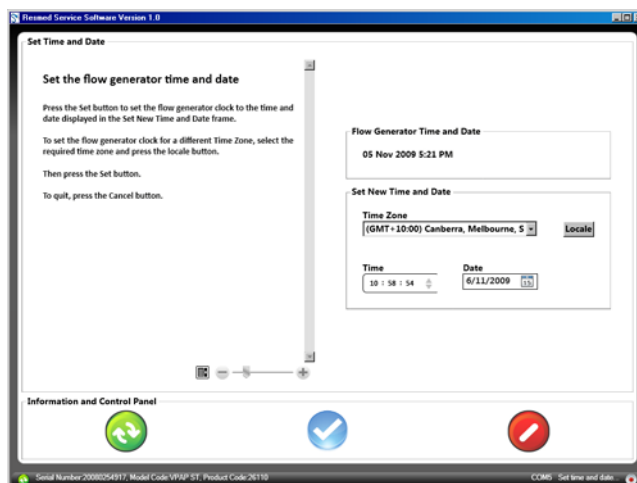 Resmed Service Software Version 1.0
Set Time and Date
Set the flow generator time and date
Press the Set button to set the flow generator clock to the time and
date displayed in the Set New Time and Date frame.
To set the flow generator clock for a different Time Zone, select the
required time zone and press the locale button.
Then press the Set button.
To quit, press the Cancel button.
Flow Generator Time and Date
05 Nov 2009 5:21 PM
Set New Time and Date
Time Zone
(GMT+10:00) Canberra, Melbourne, S
Locale
Time
Date
10 : 58 : 54
6/11/2009
15
Information and Control Panel
Serial Number:20080254917, Model Code:VPAP ST, Product Code:26110
COM5 Set time and date...